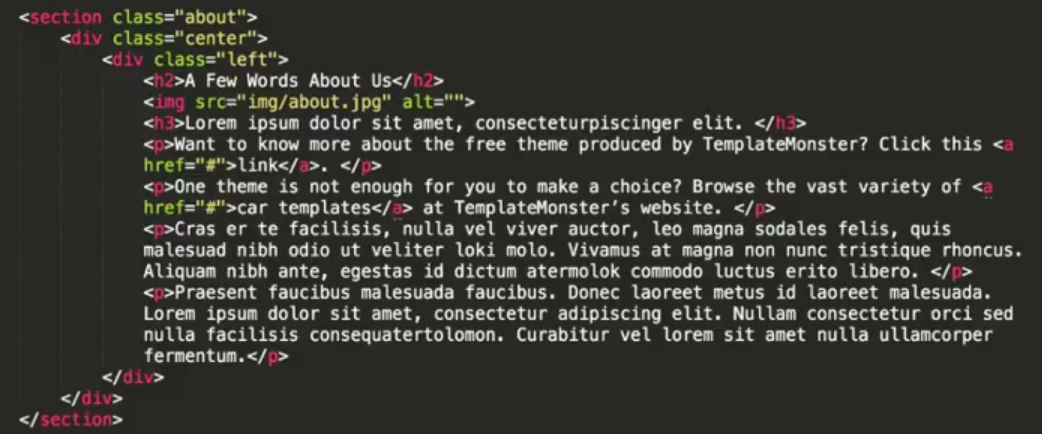 <section class="about">
<div class="center">
<div class="left">
<h2>A Few Words About Us</h2>
<img src="img/about.jpg" alt="">
<h3>Lorem ipsum dolor sit amet, consecteturpiscinger elit. </h3>
<p>Want to know more about the free theme produced by TemplateMonster? Click this <a
href="#">link</a>. </p>
<p>One theme is not enough for you to make a choice? Browse the vast variety of <a
href="#">car templates</a> at TemplateMonster's website. </p>
<p>Cras er te facilisis, nulla vel viver auctor, leo magna sodales felis, quis
malesuad nibh odio ut veliter loki molo. Vivamus at magna non nunc tristique rhoncus.
Aliquam nibh ante, egestas id dictum atermolok commodo luctus erito libero. </p>
<p>Praesent faucibus malesuada faucibus. Donec laoreet metus id laoreet malesuada.
Lorem ipsum dolor sit amet, consectetur adipiscing elit. Nullam consectetur orci sed
nulla facilisis consequatertolomon. Curabitur vel lorem sit amet nulla ullamcorper
fermentum.</p>
</div>
</div>
</section>